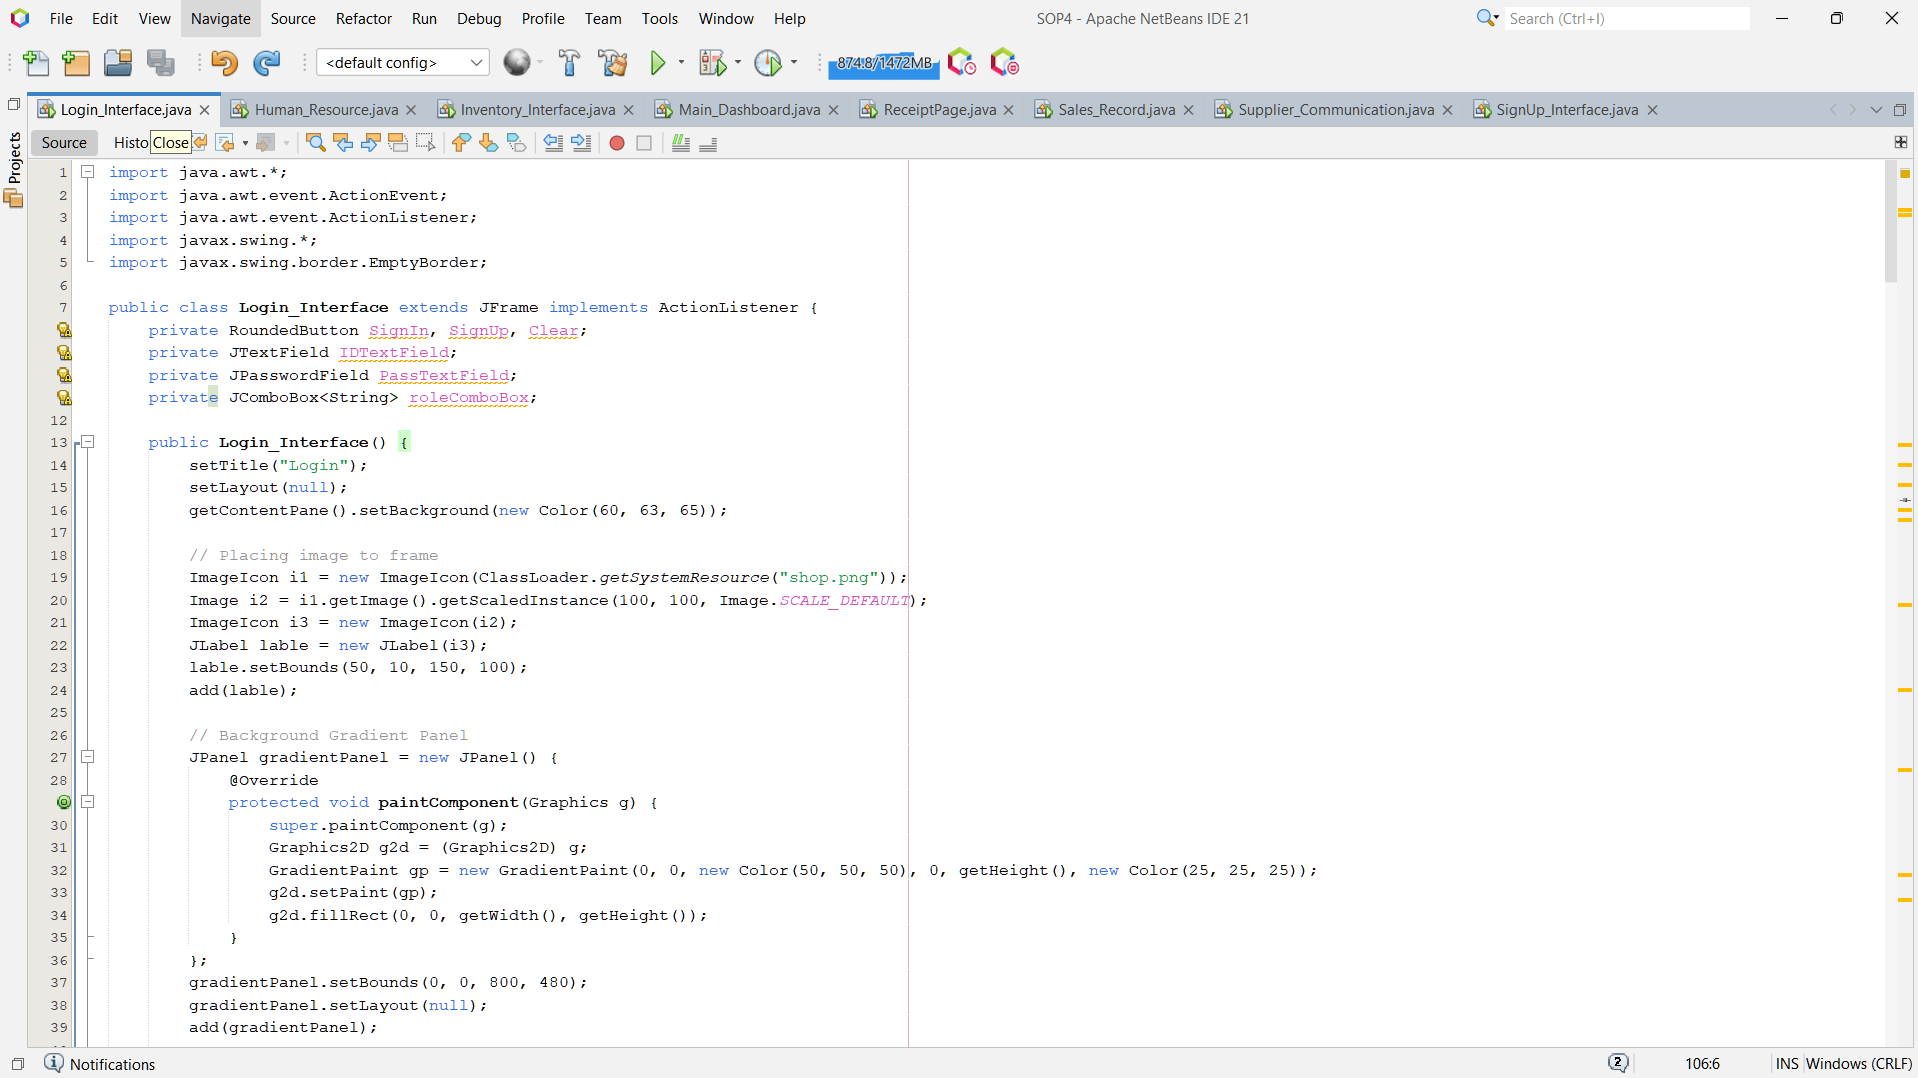 File Edit View Navigate Source Refactor Run Debug Profile Team Tools Window Help
SOP4 - Apache NetBeans IDE 21
Search (Ctrl+I)
<default config>
874.8/1472MB
Login_Interface.java Human_Resource.java Inventory_Interface.java Main_Dashboard.java ReceiptPage.java Sales_Record.java Supplier_Communication.java SignUp_Interface.java
Projects
Source Histo Close
1 import java.awt.*;
2 import java.awt.event.ActionEvent;
3 import java.awt.event.ActionListener;
4 import javax.swing.*;
5 import javax.swing.border.EmptyBorder;
6
7 public class Login_Interface extends JFrame implements ActionListener {
private RoundedButton SignIn, SignUp, Clear;
private JTextField IDTextField;
private JPasswordField PassTextField;
private JComboBox<String> roleComboBox;
12
13 public Login_Interface() {
14 setTitle("Login");
15 setLayout(null);
16 getContentPane().setBackground(new Color(60, 63, 65));
17
18 // Placing image to frame
19 ImageIcon i1 = new ImageIcon(ClassLoader.getSystemResource("shop.png"));
20 Image i2 = i1.getImage().getScaledInstance(100, 100, Image.SCALE_DEFAULT);
21 ImageIcon i3 = new ImageIcon(i2);
22 JLabel lable = new JLabel(i3);
23 lable.setBounds(50, 10, 150, 100);
24 add(lable);
25
26 // Background Gradient Panel
27 JPanel gradientPanel = new JPanel() {
28 @Override
protected void paintComponent(Graphics g) {
30 super.paintComponent(g);
31 Graphics2D g2d = (Graphics2D) g;
32 GradientPaint gp = new GradientPaint(0, 0, new Color(50, 50, 50), 0, getHeight(), new Color(25, 25, 25));
33 g2d.setPaint(gp);
34 g2d.fillRect(0, 0, getWidth(), getHeight());
35 }
36 };
37 gradientPanel.setBounds(0, 0, 800, 480);
38 gradientPanel.setLayout(null);
39 add(gradientPanel);
Notifications
2
106:6
INS Windows (CRLF)